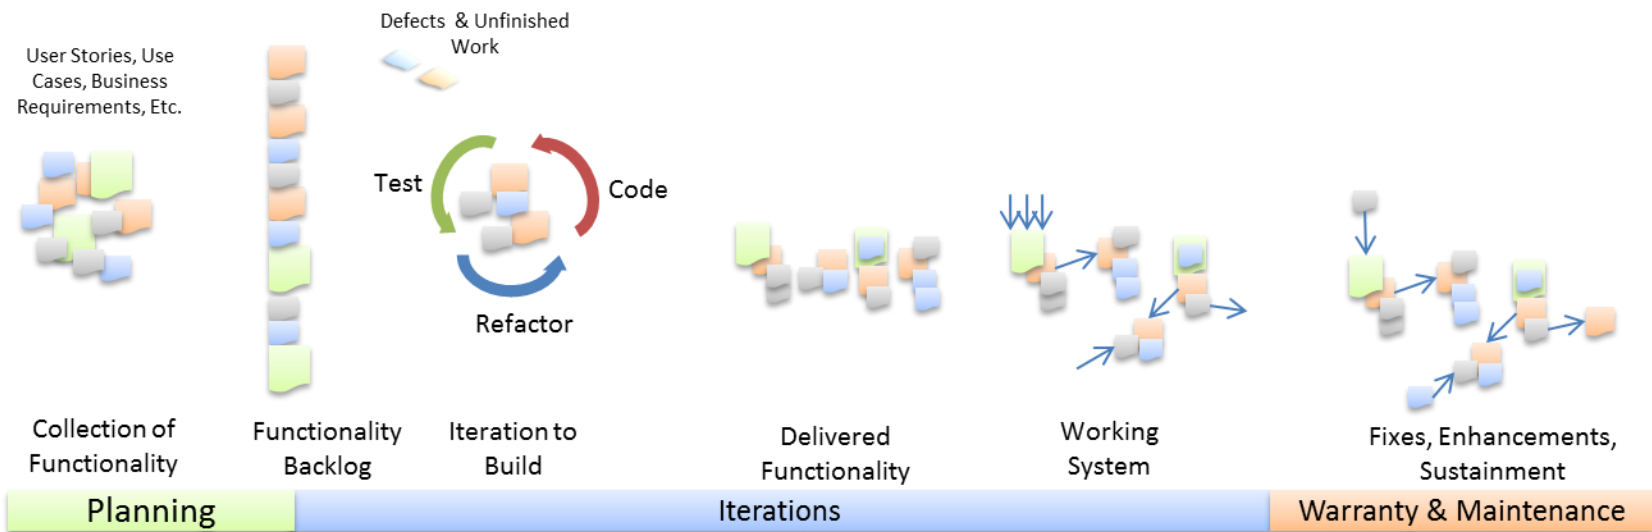 User Stories, Use
Cases, Business
Requirements, Etc.
Defects & Unfinished
Work
Test
Code
Refactor
Collection of
Functionality
Functionality
Backlog
Iteration to
Build
Delivered
Functionality
Working
System
Fixes, Enhancements,
Sustainment
Planning
Iterations
Warranty & Maintenance